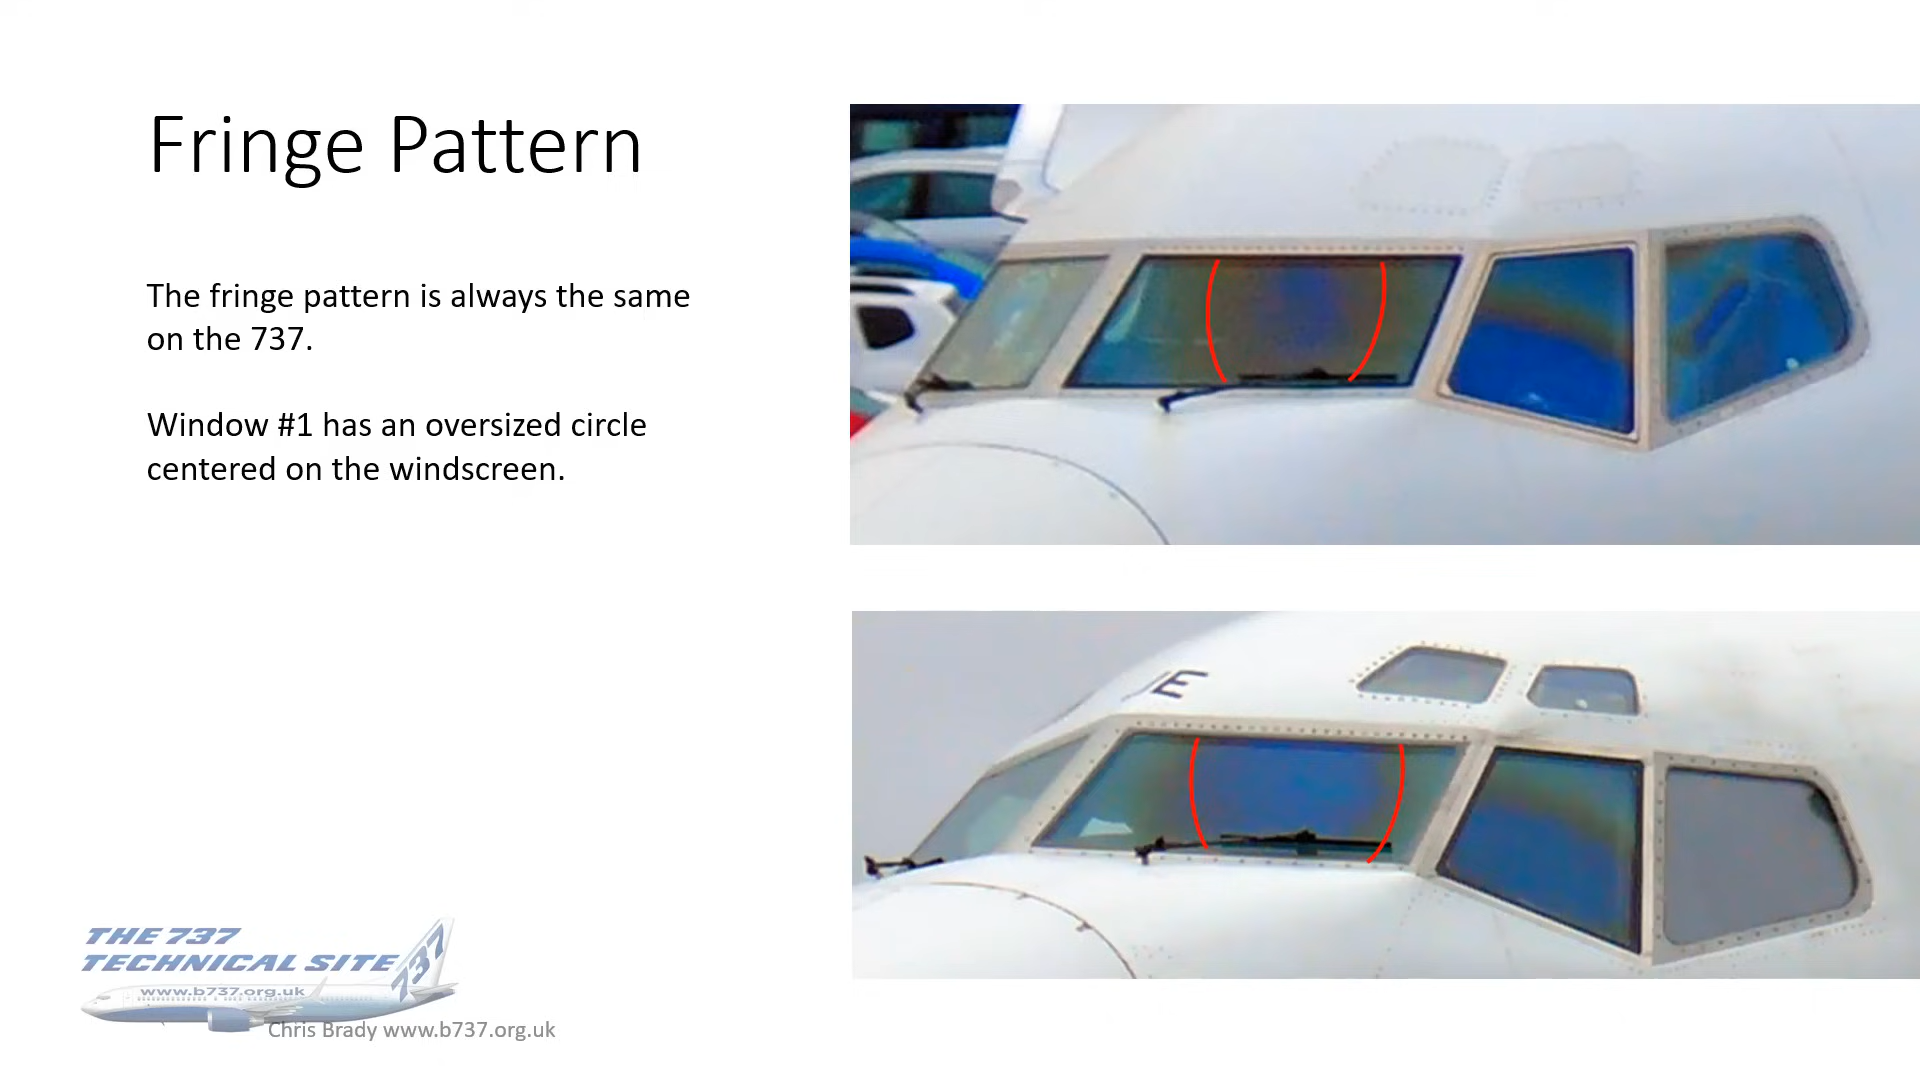 Fringe Pattern
The fringe pattern is always the same
on the 737.
Window #1 has an oversized circle
centered on the windscreen.
THE 737
TECHNICAL SITE
737
www.b737.org.uk
Chris Brady www.b737.org.uk